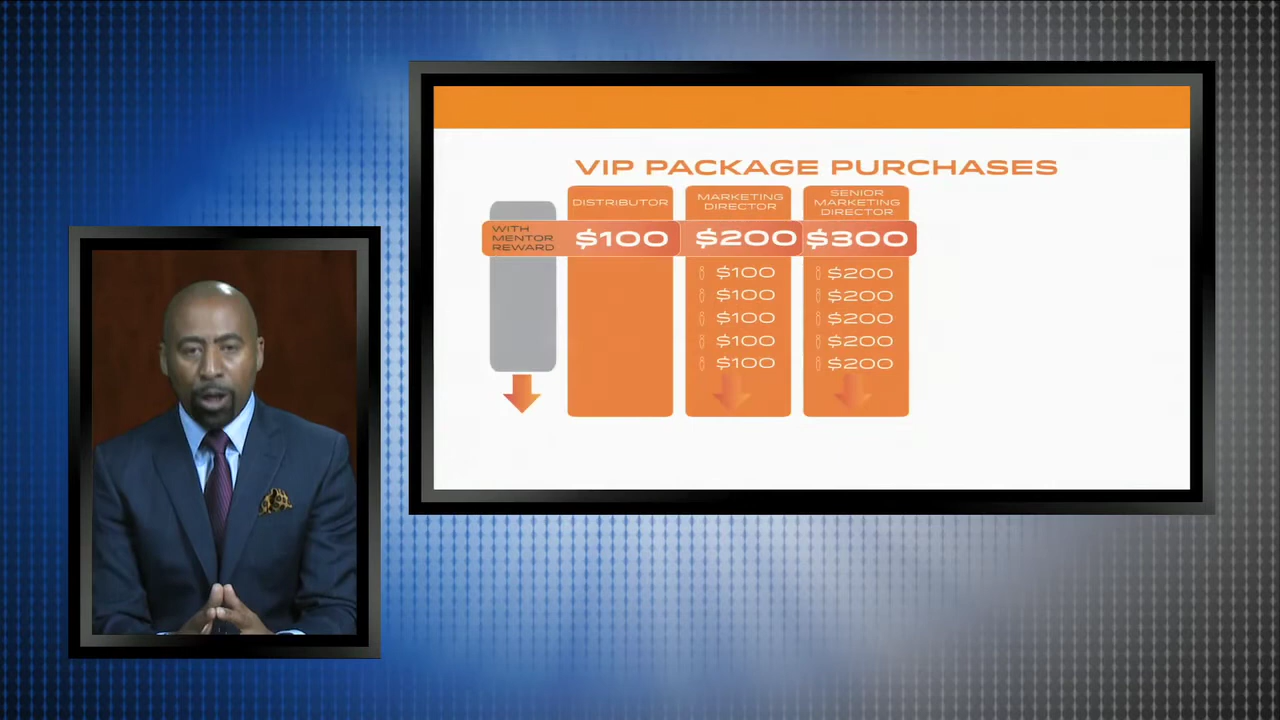 VIP PACKAGE PURCHASES
DISTRIBUTOR
MARKETING
DIRECTOR
SENIOR
MARKETING
DIRECTOR
WITH
MENTOR
REWARD
$100
$200
$300
$100
$200
$100
$200
$100
$200
$100
$200
$100
$200